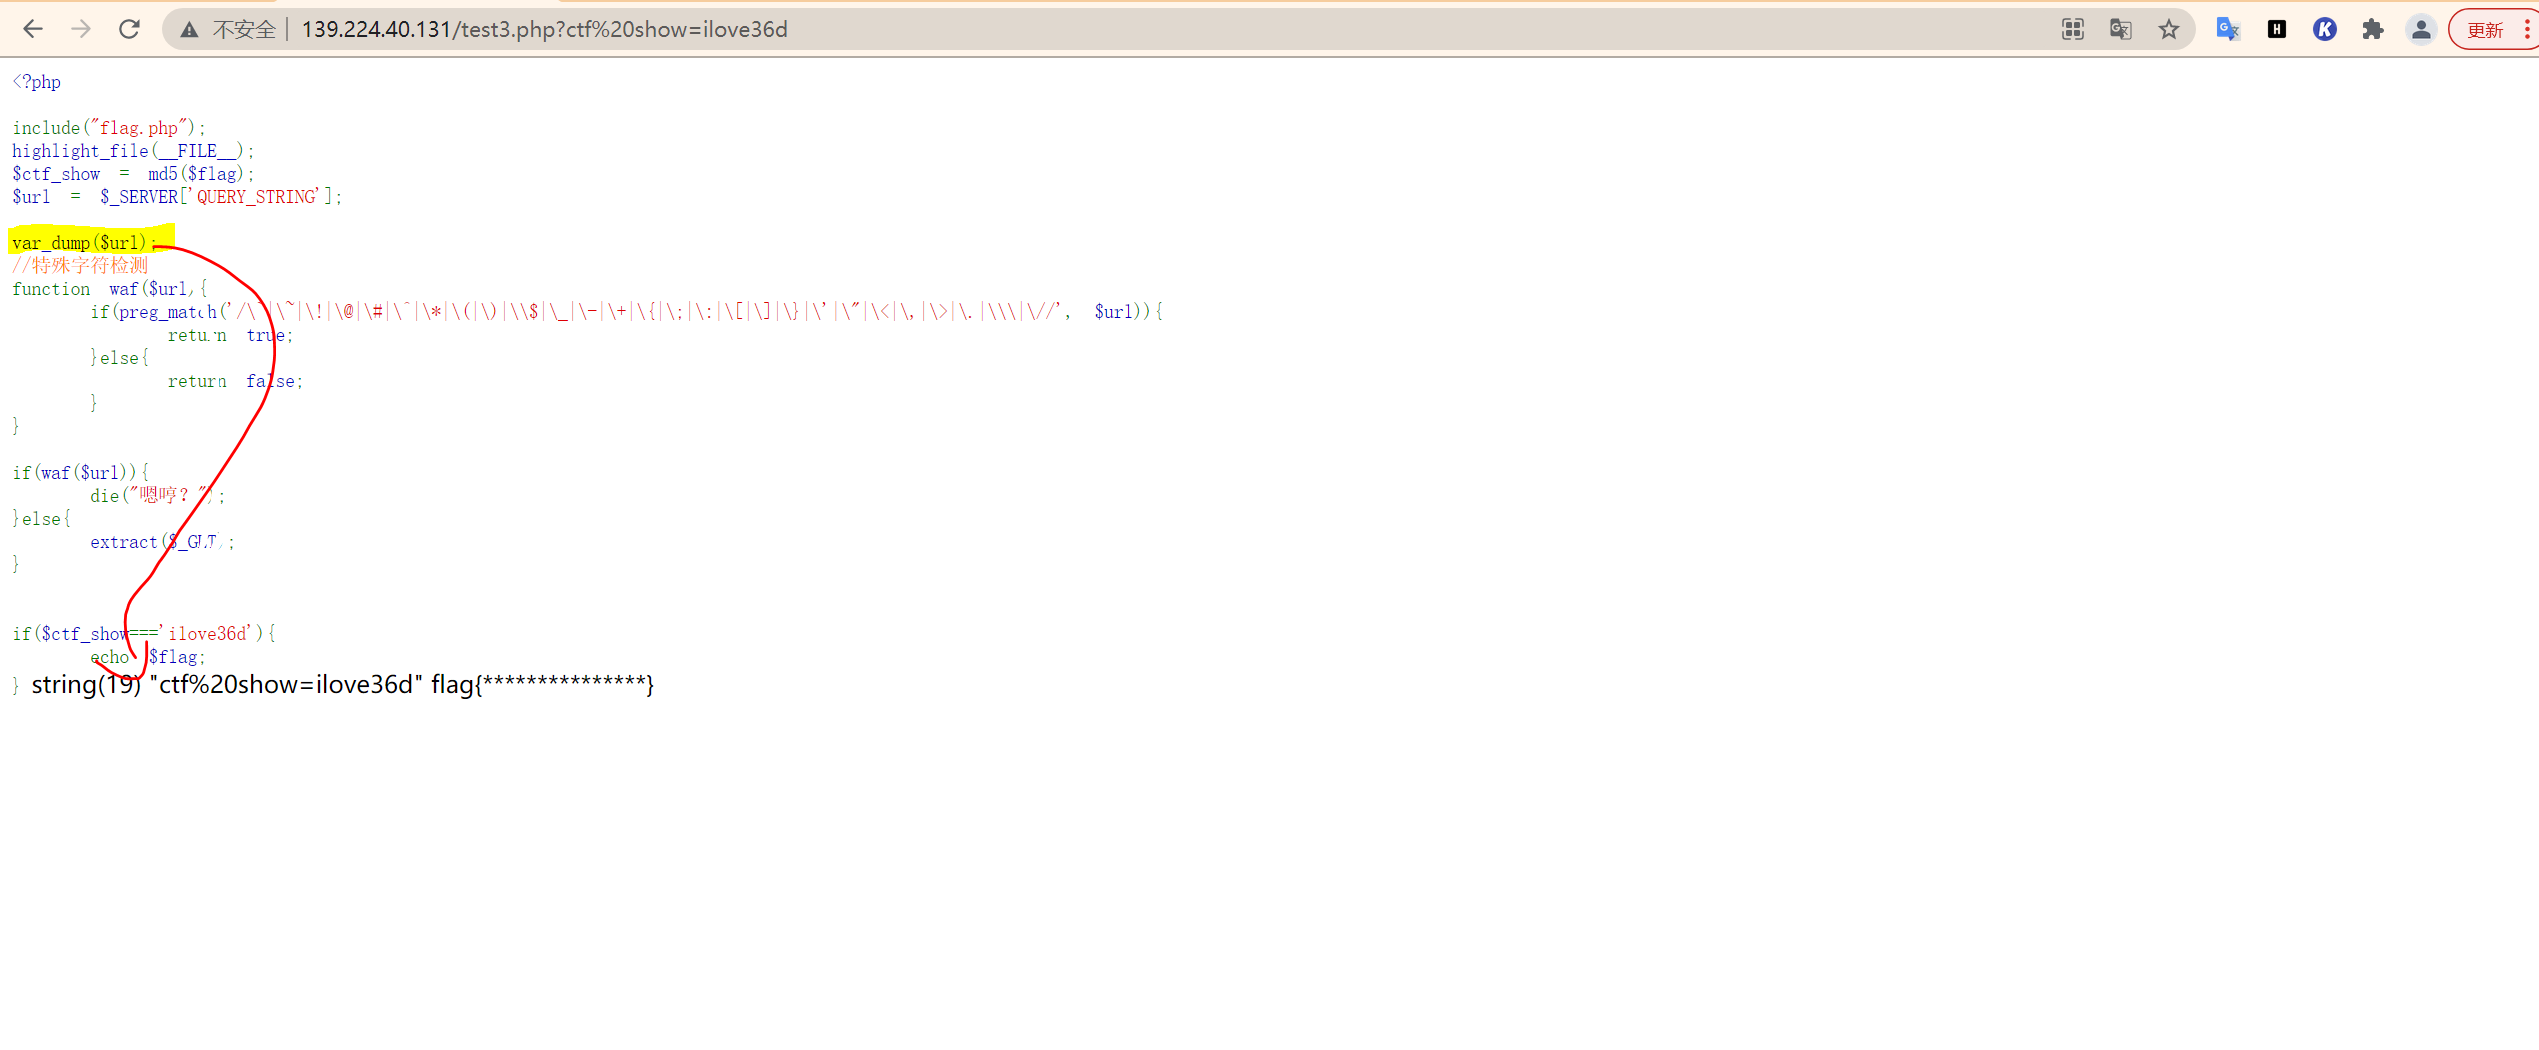 不安全 139.224.40.131/test3.php?ctf%20show=ilove36d 更新
<?php
include("flag.php");
highlight_file(__FILE__);
$ctf_show = md5($flag);
$url = $_SERVER['QUERY_STRING'];
var_dump($url);
//特殊字符检测
function waf($url){
if(preg_match('/\`|\~|\!|\@|\#|\^|\*|\(|\)|\\$|\_|\-|\+|\{|\;|\:|\[|\]|\}|\'|\"|\<|\,|\>|\.|\\\|\//', $url)){
return true;
}else{
return false;
}
}
if(waf($url)){
die("嗯哼？");
}else{
extract($_GET);
}
if($ctf_show==='ilove36d'){
echo $flag;
} string(19) "ctf%20show=ilove36d" flag{***************}